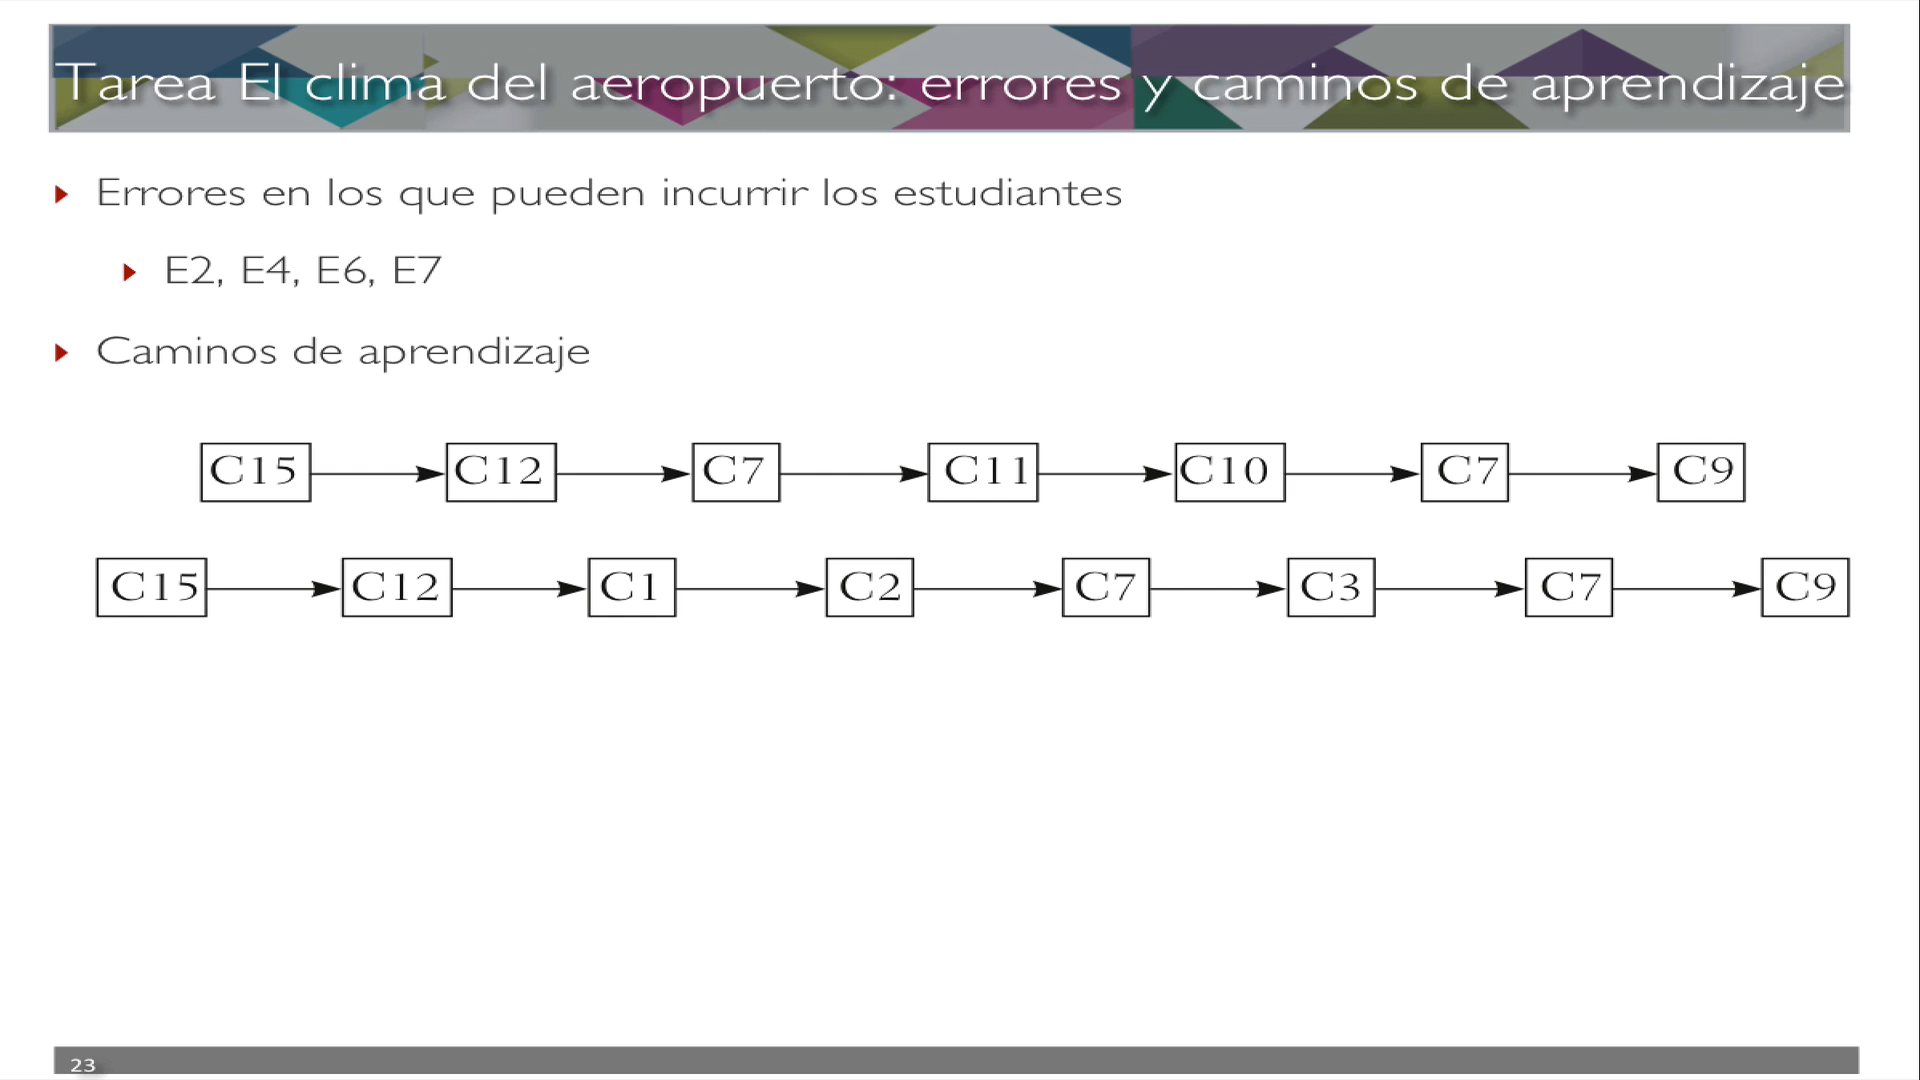 Tarea El clima del aeropuerto: errores y caminos de aprendizaje
Errores en los que pueden incurrir los estudiantes
E2, E4, E6, E7
Caminos de aprendizaje
C15 C12 C7 C11 C10 C7 C9
C15 C12 C1 C2 C7 C3 C7 C9
23